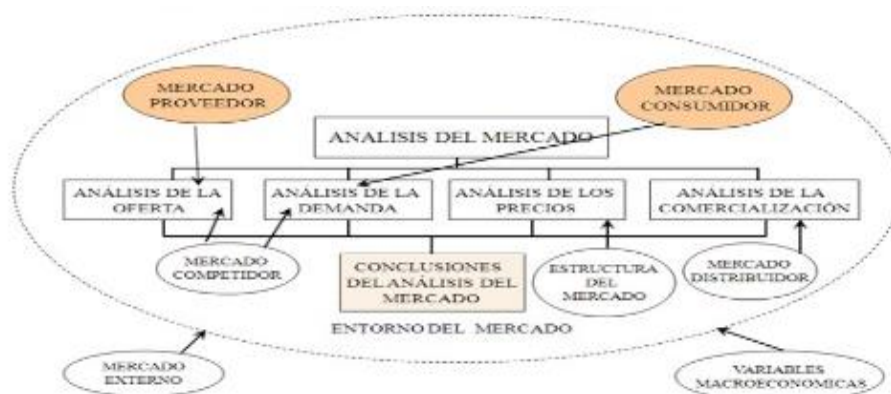 MERCADO
PROVEEDOR
MERCADO
CONSUMIDOR
ANALISIS DEL MERCADO
ANÁLISIS DE LA
OFERTA
ANÁLISIS DE LA
DEMANDA
ANÁLISIS DE LOS
PRECIOS
ANÁLISIS DE LA
COMERCIALIZACIÓN
MERCADO
COMPETIDOR
CONCLUSIONES
DEL ANÁLISIS DEL
MERCADO
ESTRUCTURA
DEL
MERCADO
MERCADO
DISTRIBUIDOR
ENTORNO DEL MERCADO
MERCADO
EXTERNO
VARIABLES
MACROECONOMICAS